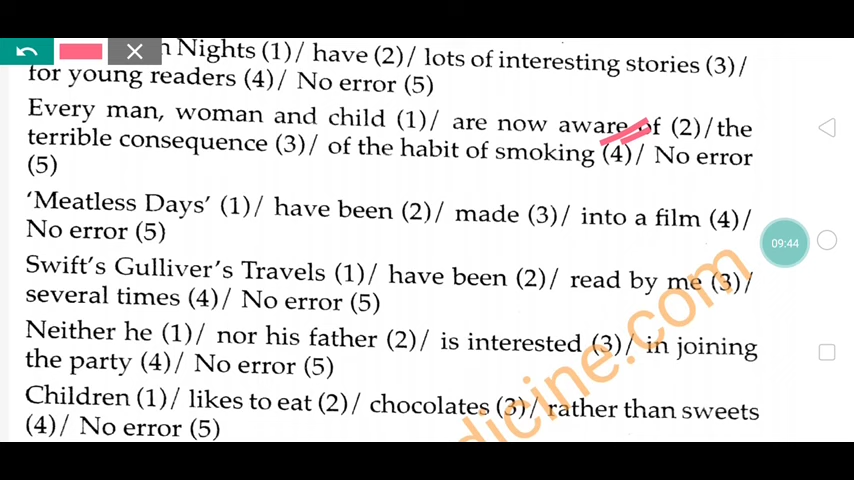 n Nights (1)/ have (2)/ lots of interesting stories (3)/
for young readers (4)/ No error (5)
Every man, woman and child (1)/ are now aware of (2)/the
terrible consequence (3)/ of the habit of smoking (4)/ No error
(5)
'Meatless Days' (1)/ have been (2)/ made (3)/ into a film (4)/
No error (5)
09:44
Swift's Gulliver's Travels (1)/ have been (2)/ read by me (3)/
several times (4)/ No error (5)
Neither he (1)/ nor his father (2)/ is interested (3)/ in joining
the party (4)/ No error (5)
Children (1)/ likes to eat (2)/ chocolates (3)/ rather than sweets
(4)/ No error (5)
dicine.com